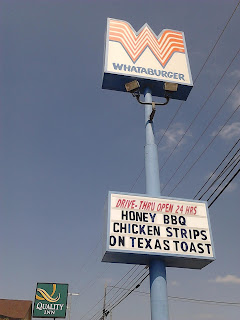 WHATABURGER
DRIVE-THRU OPEN 24 HRS
HONEY BBQ
CHICKEN STRIPS
ON TEXAS TOAST
QUALITY
INN